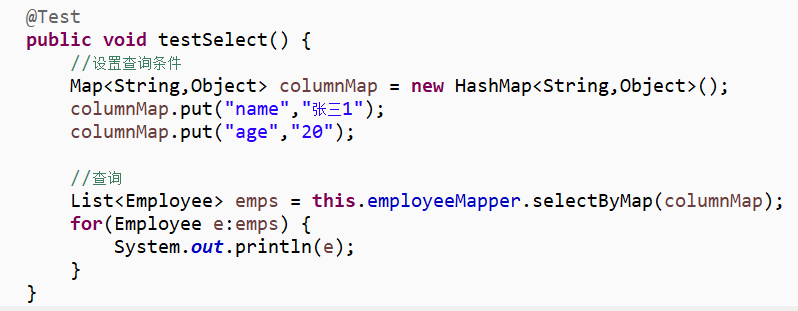 @Test
public void testSelect() {
//设置查询条件
Map<String,Object> columnMap = new HashMap<String,Object>();
columnMap.put("name","张三1");
columnMap.put("age","20");
//查询
List<Employee> emps = this.employeeMapper.selectByMap(columnMap);
for(Employee e:emps) {
System.out.println(e);
}
}